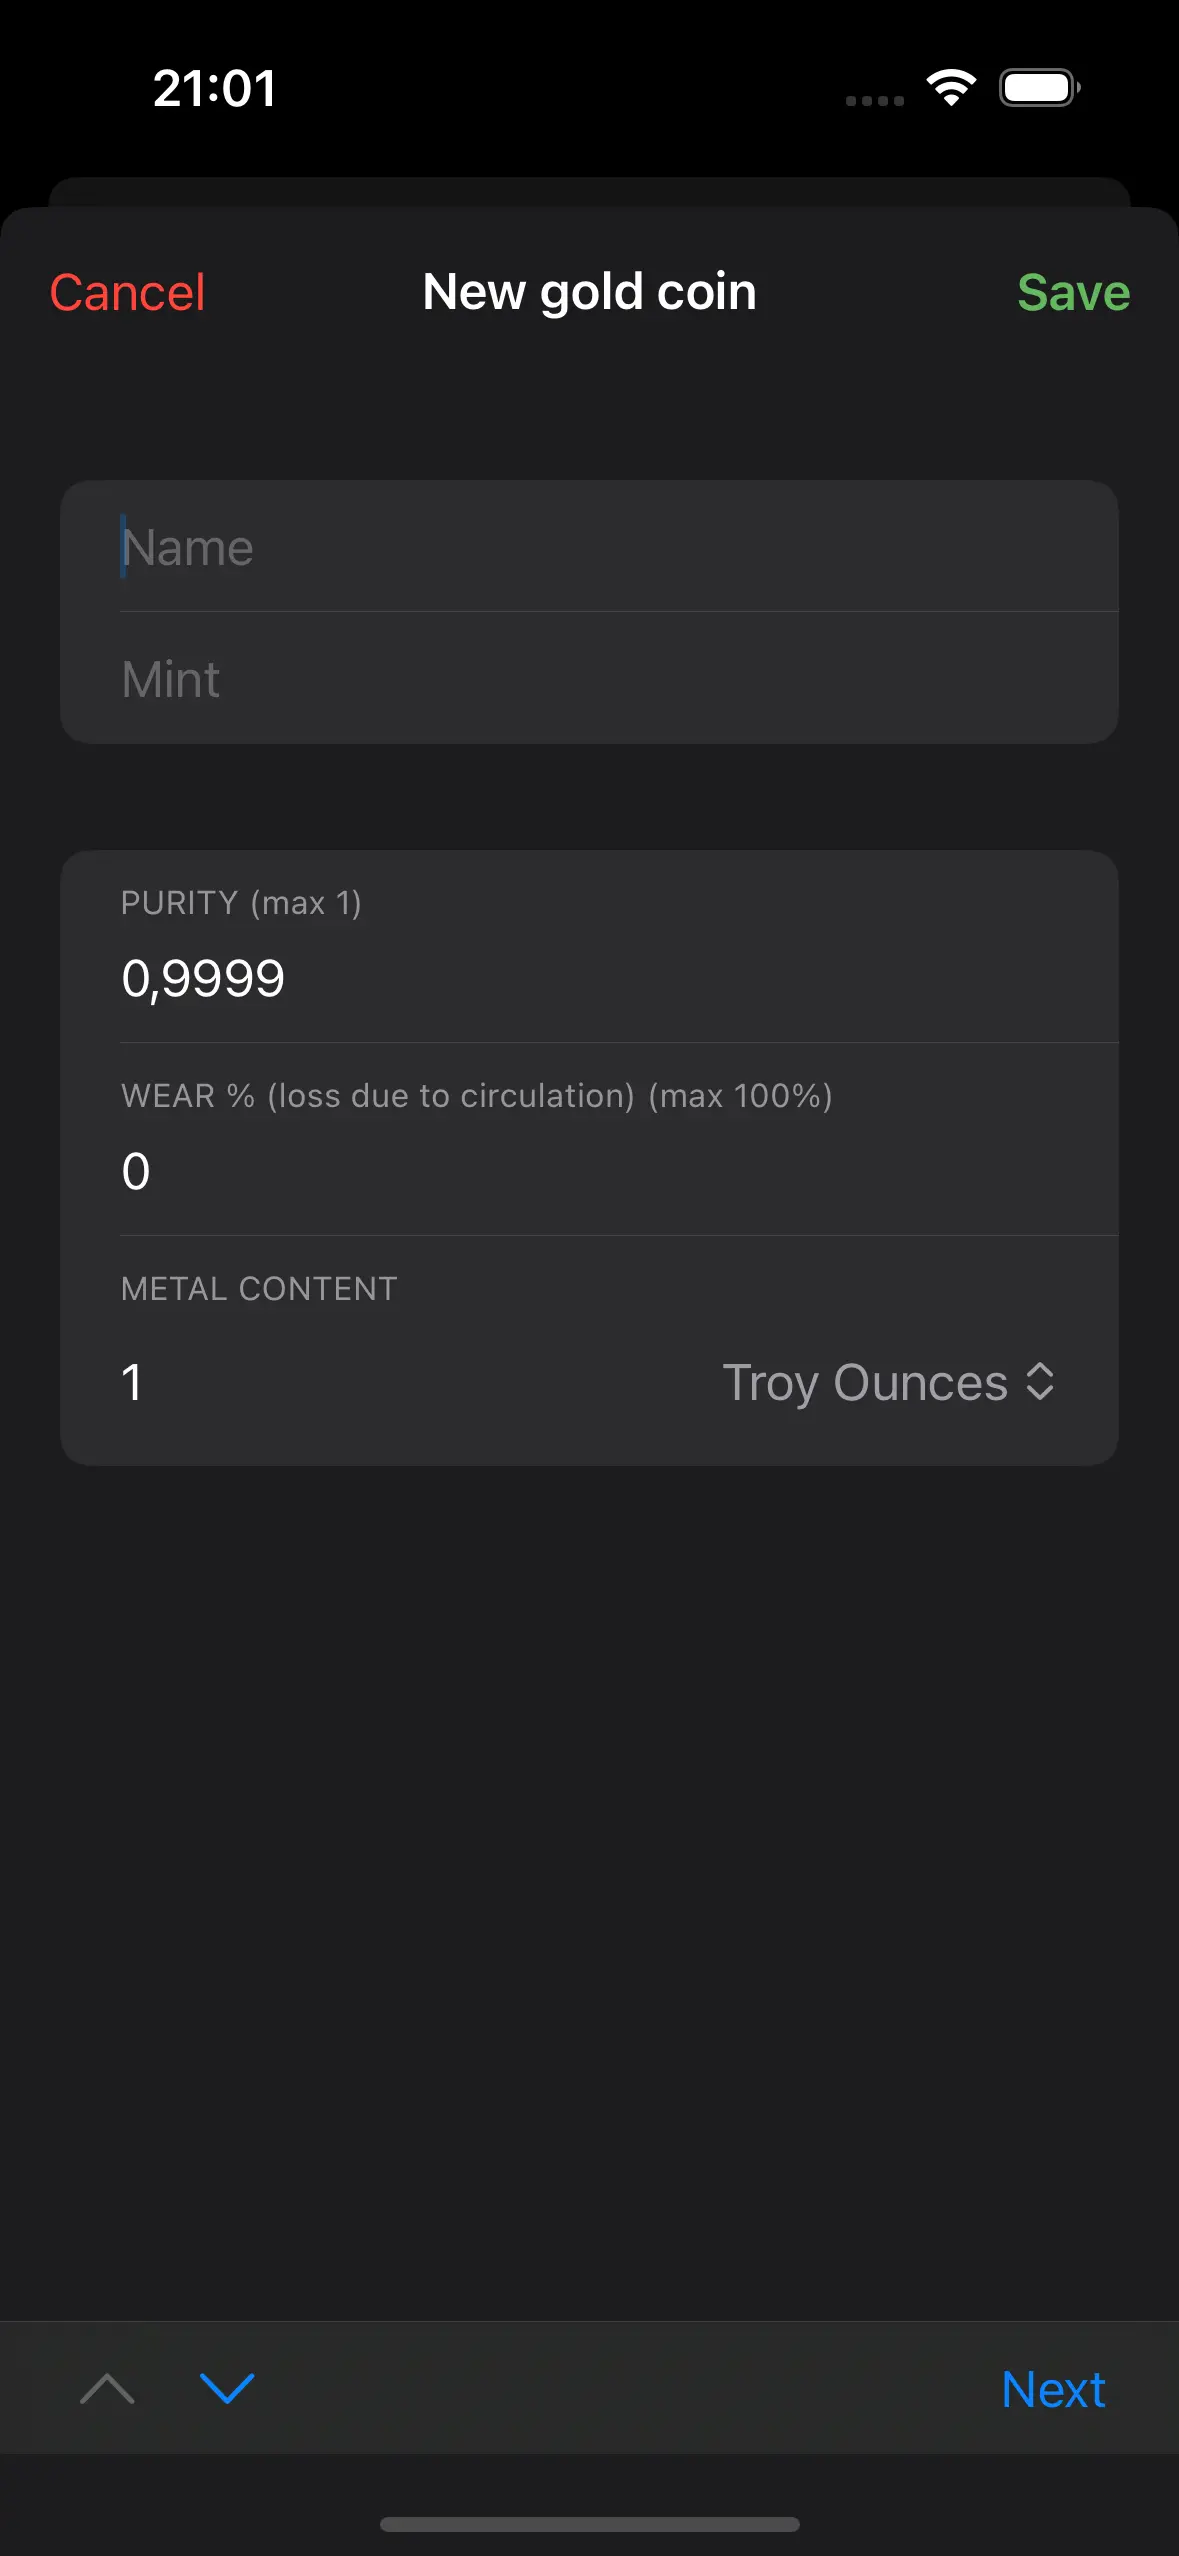 21:01
Cancel New gold coin Save
Name
Mint
PURITY (max 1)
0,9999
WEAR % (loss due to circulation) (max 100%)
0
METAL CONTENT
1 Troy Ounces
Next